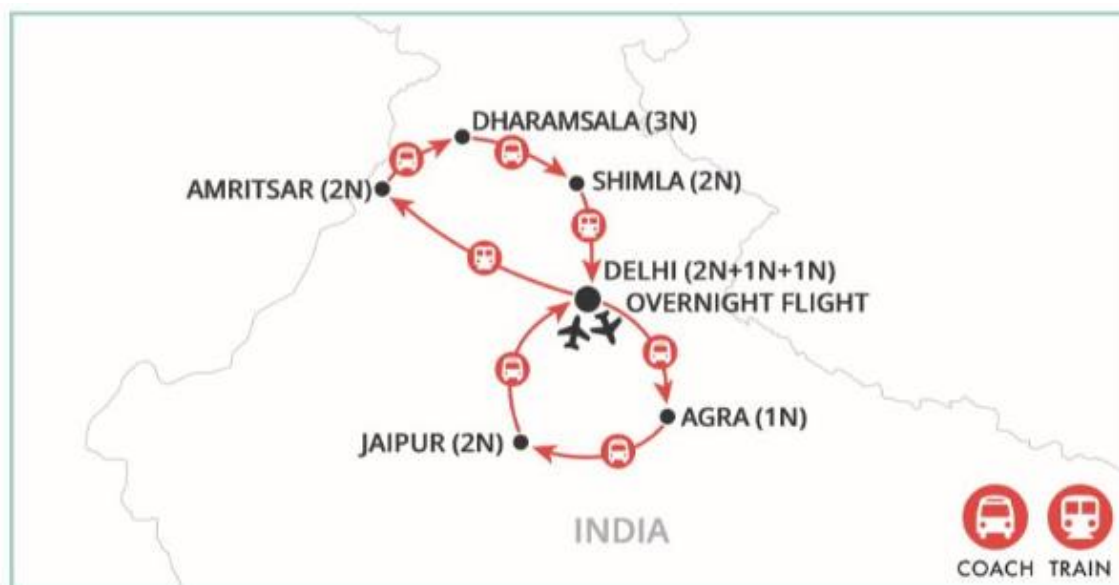 DHARAMSALA (3N)
AMRITSAR (2N)
SHIMLA (2N)
DELHI (2N+1N+1N)
OVERNIGHT FLIGHT
AGRA (1N)
JAIPUR (2N)
INDIA
COACH TRAIN